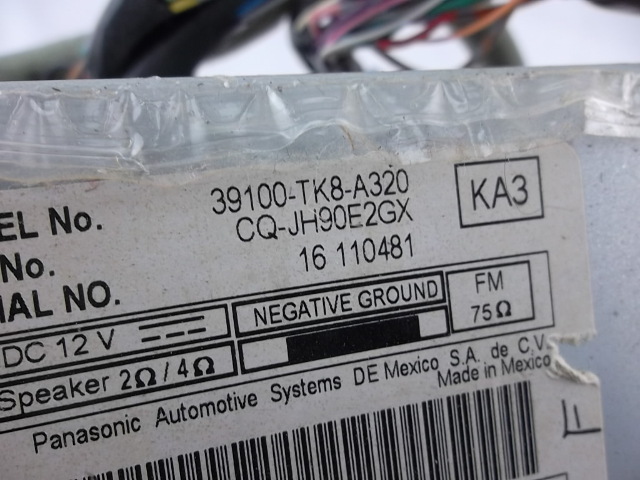 EL No. 39100-TK8-A320
No. CQ-JH90E2GX
IAL NO. 16 110481
KA3
DC 12 V NEGATIVE GROUND FM
75Ω
Speaker 2Ω / 4Ω
Panasonic Automotive Systems DE Mexico S.A. de C.V.
Made in Mexico